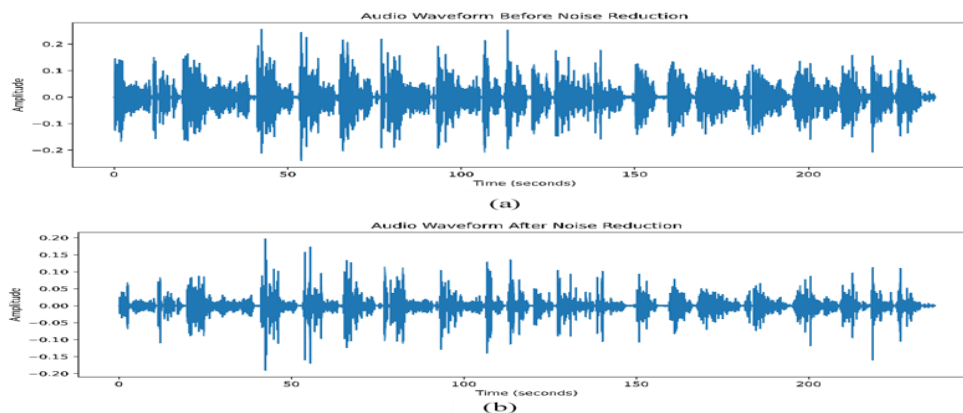 Audio Waveform Before Noise Reduction
0.2
0.1
0.0
−0.1
−0.2
Amplitude
0 50 100 150 200
Time (seconds)
(a)
Audio Waveform After Noise Reduction
0.20
0.15
0.10
0.05
0.00
−0.05
−0.10
−0.15
−0.20
Amplitude
0 50 100 150 200
Time (seconds)
(b)